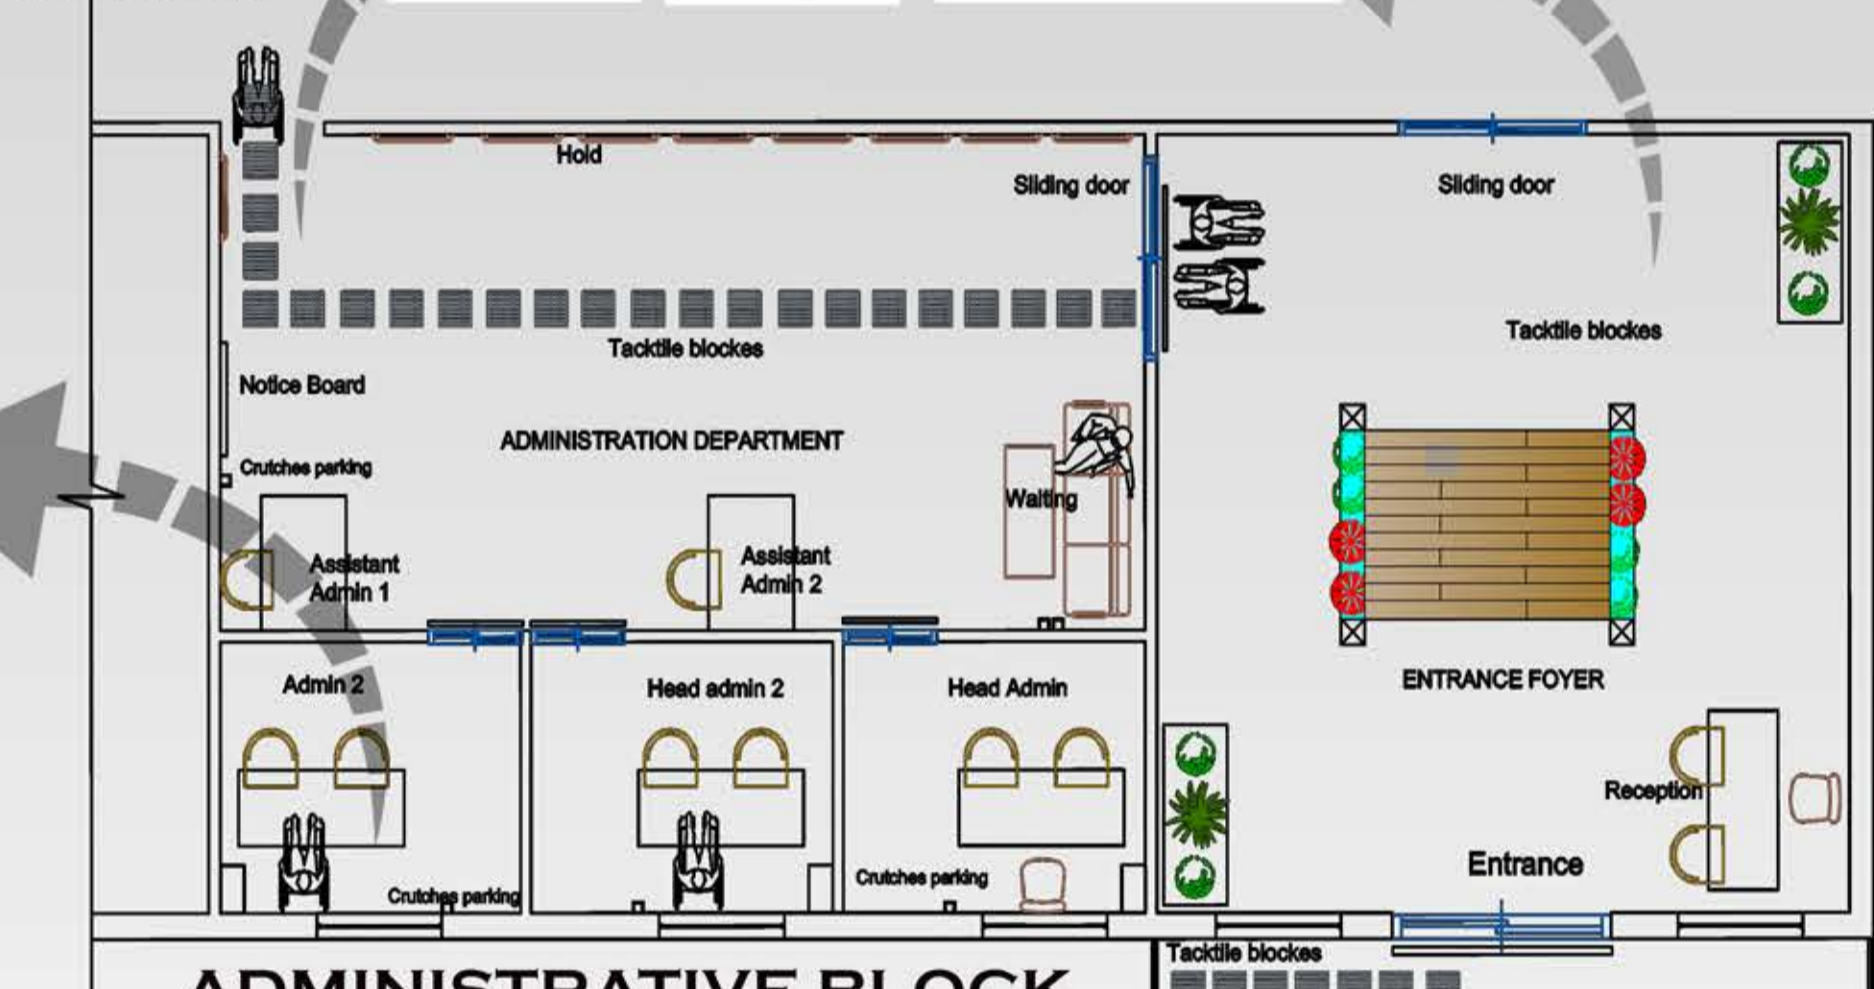 Hold
Sliding door
Sliding door
Tacktile blockes
Tacktile blockes
Notice Board
ADMINISTRATION DEPARTMENT
Crutches parking
Waiting
Assistant
Admin 1
Assistant
Admin 2
ENTRANCE FOYER
Admin 2
Head admin 2
Head Admin
Reception
Entrance
Crutches parking
Crutches parking
Tacktile blockes
ADMINISTRATIVE BLOCK